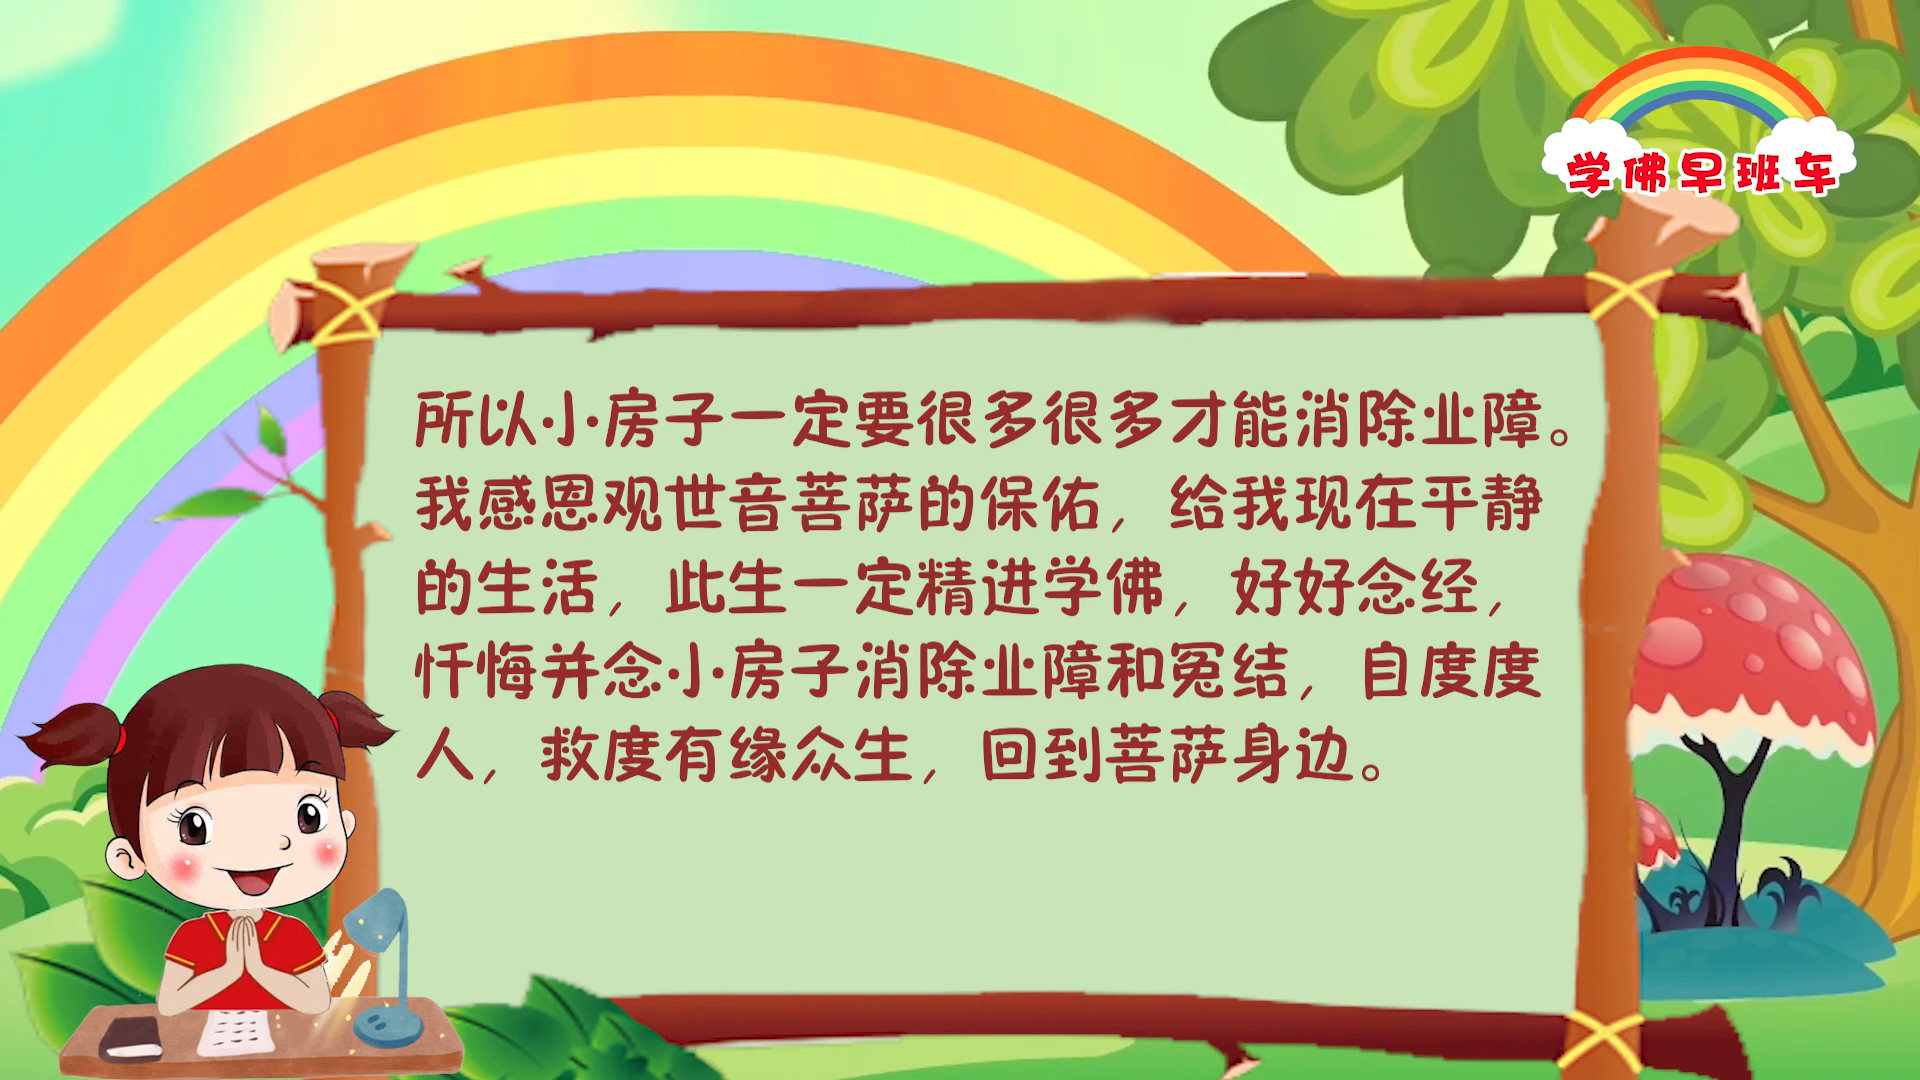 学佛早班车
所以小房子一定要很多很多才能消除业障。
我感恩观世音菩萨的保佑，给我现在平静
的生活，此生一定精进学佛，好好念经，
忏悔并念小房子消除业障和冤结，自度度
人，救度有缘众生，回到菩萨身边。